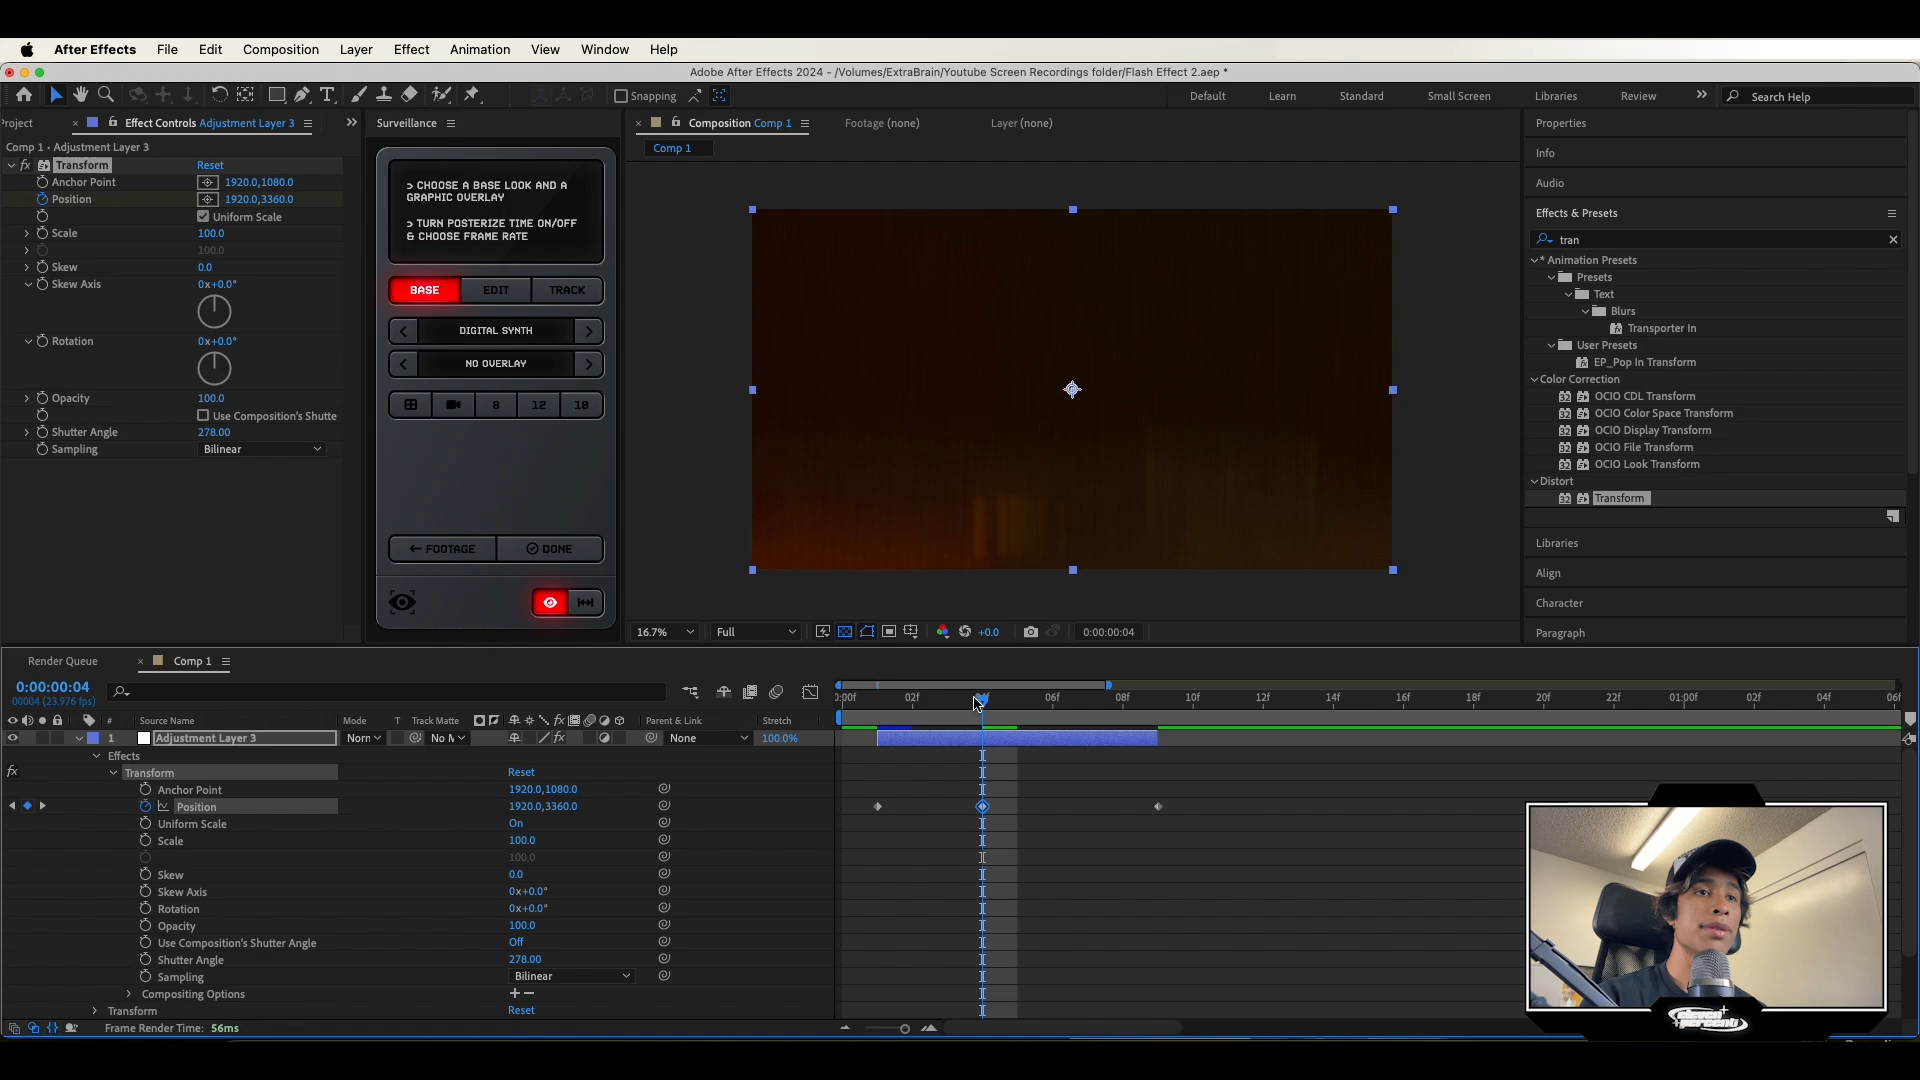 After Effects File Edit Composition Layer Effect Animation View Window Help
Adobe After Effects 2024 - /Volumes/ExtraBrain/Youtube Screen Recordings folder/Flash Effect 2.aep *
Snapping Default Learn Standard Small Screen Libraries Review Search Help
roject Effect Controls Adjustment Layer 3
Comp 1 • Adjustment Layer 3
fx Transform Reset
Anchor Point 1920.0,1080.0
Position 1920.0,3360.0
Uniform Scale
Scale 100.0
100.0
Skew 0.0
Skew Axis 0x+0.0°
Rotation 0x+0.0°
Opacity 100.0
Use Composition's Shutte
Shutter Angle 278.00
Sampling Bilinear
Surveillance
> CHOOSE A BASE LOOK AND A
GRAPHIC OVERLAY
> TURN POSTERIZE TIME ON/OFF
& CHOOSE FRAME RATE
BASE EDIT TRACK
DIGITAL SYNTH
NO OVERLAY
8 12 18
FOOTAGE DONE
Composition Comp 1 Footage (none) Layer (none)
Comp 1
16.7% Full +0.0 0:00:00:04
Properties
Info
Audio
Effects & Presets
tran
* Animation Presets
Presets
Text
Blurs
Transporter In
User Presets
EP_Pop In Transform
Color Correction
OCIO CDL Transform
OCIO Color Space Transform
OCIO Display Transform
OCIO File Transform
OCIO Look Transform
Distort
Transform
Libraries
Align
Character
Paragraph
Render Queue Comp 1
0:00:00:04
00004 (23.976 fps)
:00f 02f 04f 06f 08f 10f 12f 14f 16f 18f 20f 22f 01:00f 02f 04f 06f
# Source Name Mode T Track Matte Parent & Link Stretch
1 Adjustment Layer 3 Norn No M None 100.0%
Effects
fx Transform Reset
Anchor Point 1920.0,1080.0
Position 1920.0,3360.0
Uniform Scale On
Scale 100.0
100.0
Skew 0.0
Skew Axis 0x+0.0°
Rotation 0x+0.0°
Opacity 100.0
Use Composition's Shutter Angle Off
Shutter Angle 278.00
Sampling Bilinear
Compositing Options
Transform Reset
Frame Render Time: 56ms
eleven
percent